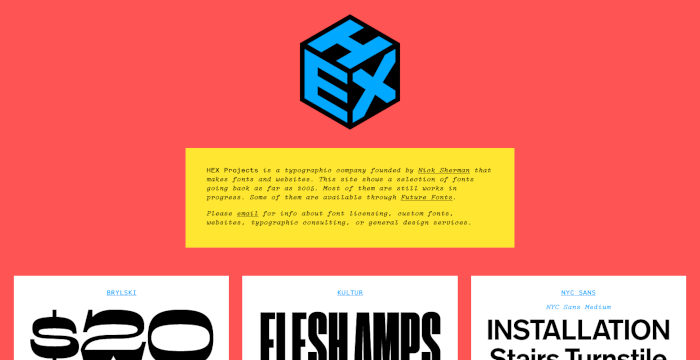 HEX
HEX Projects is a typographic company founded by Nick Sherman that
makes fonts and websites. This site shows a selection of fonts
going back as far as 2005. Most of them are still works in
progress. Some of them are available through Future Fonts.
Please email for info about font licensing, custom fonts,
websites, typographic consulting, or general design services.
BRYLSKI
$20
KULTUR
FLESH AMPS
NYC SANS
NYC Sans Medium
INSTALLATION
Stairs Turnstile